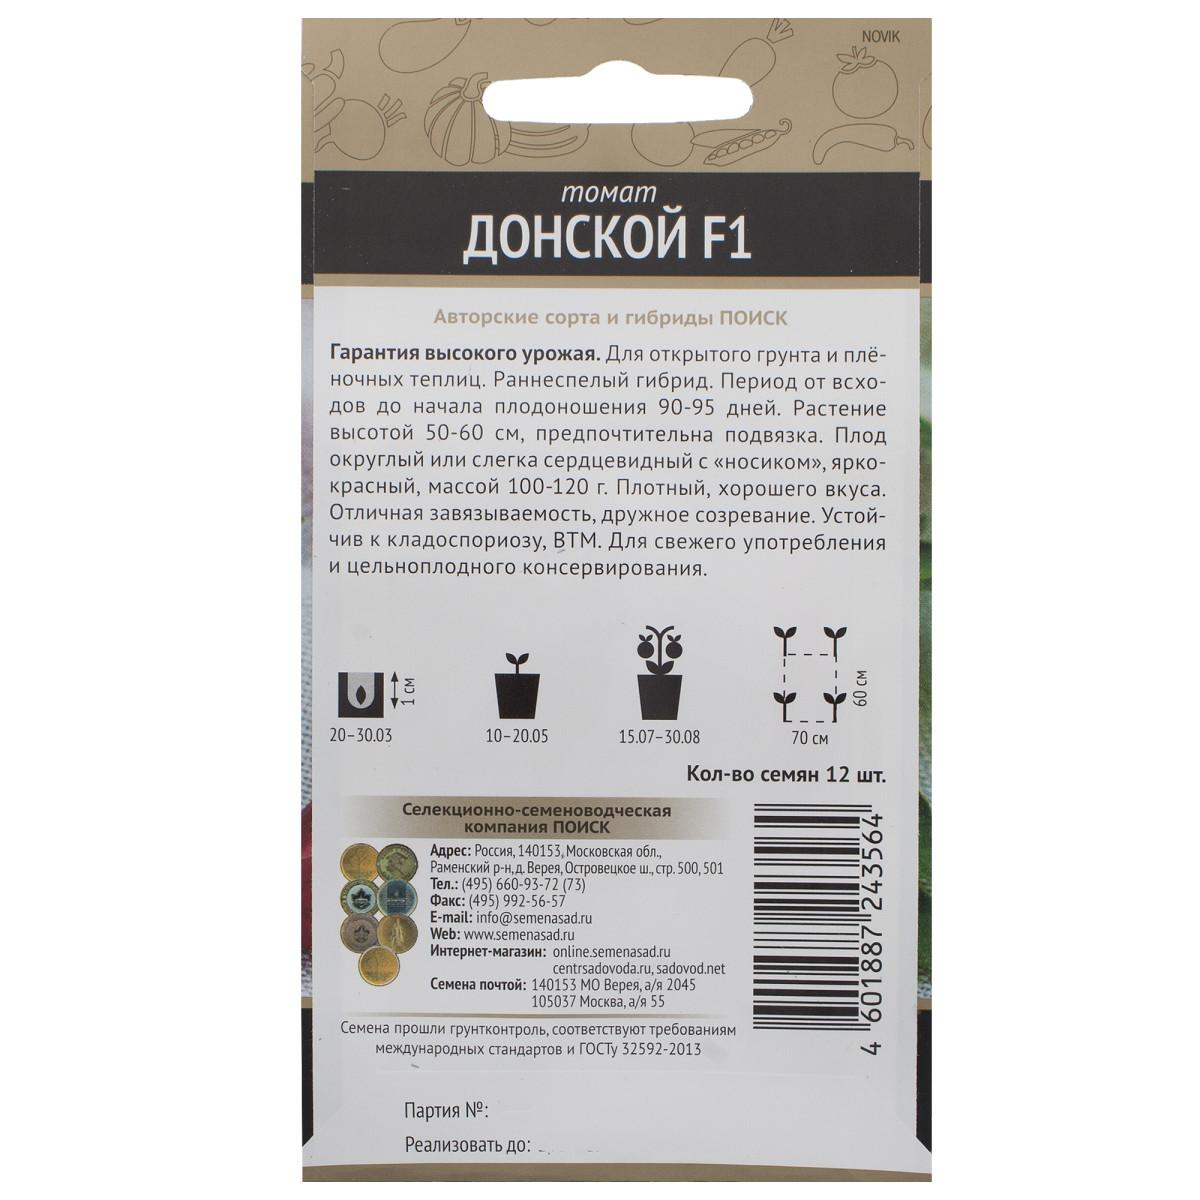 NOVIK
томат
ДОНСКОЙ F1
Авторские сорта и гибриды ПОИСК
Гарантия высокого урожая. Для открытого грунта и плё-
ночных теплиц. Раннеспелый гибрид. Период от всхо-
дов до начала плодоношения 90-95 дней. Растение
высотой 50-60 см, предпочтительна подвязка. Плод
округлый или слегка сердцевидный с «носиком», ярко-
красный, массой 100-120 г. Плотный, хорошего вкуса.
Отличная завязываемость, дружное созревание. Устой-
чив к кладоспориозу, ВТМ. Для свежего употребления
и цельноплодного консервирования.
1 см
60 см
20–30.03
10–20.05
15.07–30.08
70 см
Кол-во семян 12 шт.
Селекционно-семеноводческая
компания ПОИСК
Адрес: Россия, 140153, Московская обл.,
Раменский р-н, д. Верея, Островецкое ш., стр. 500, 501
Тел.: (495) 660-93-72 (73)
Факс: (495) 992-56-57
E-mail: info@semenasad.ru
Web: www.semenasad.ru
Интернет-магазин: online.semenasad.ru
centrsadovoda.ru, sadovod.net
Семена почтой: 140153 МО Верея, а/я 2045
105037 Москва, а/я 55
4 601887 243564
Семена прошли грунтконтроль, соответствуют требованиям
международных стандартов и ГОСТу 32592-2013
Партия №:
Реализовать до: